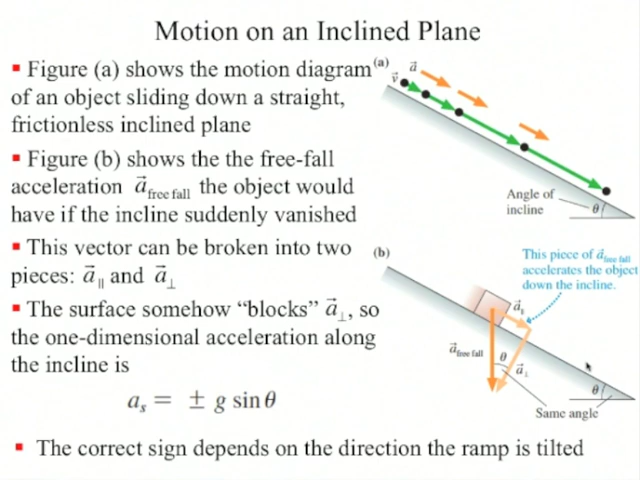 Motion on an Inclined Plane
▪ Figure (a) shows the motion diagram
of an object sliding down a straight,
frictionless inclined plane
▪ Figure (b) shows the the free-fall
acceleration a⃗ free fall the object would
have if the incline suddenly vanished
▪ This vector can be broken into two
pieces: a⃗∥ and a⃗⊥
▪ The surface somehow “blocks” a⃗⊥, so
the one-dimensional acceleration along
the incline is
aₛ = ± g sinθ
▪ The correct sign depends on the direction the ramp is tilted
(a)
v⃗
a⃗
Angle of
incline
θ
(b)
This piece of a⃗ free fall
accelerates the object
down the incline.
a⃗∥
a⃗ free fall
θ
a⃗⊥
θ
Same angle